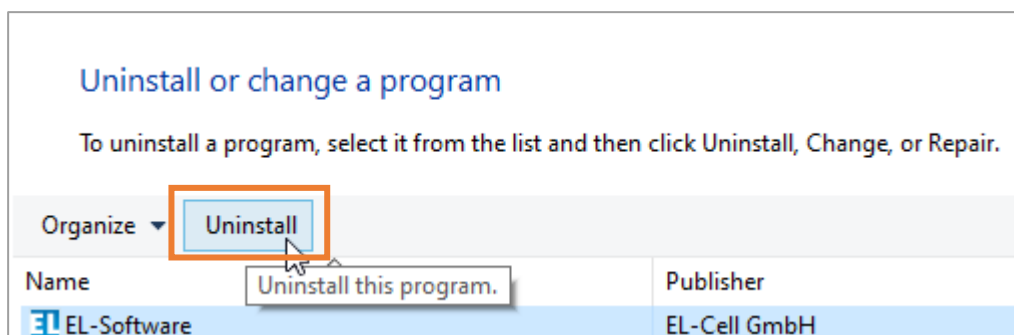 Uninstall or change a program
To uninstall a program, select it from the list and then click Uninstall, Change, or Repair.
Organize Uninstall
Uninstall this program.
Name Publisher
EL EL-Software EL-Cell GmbH